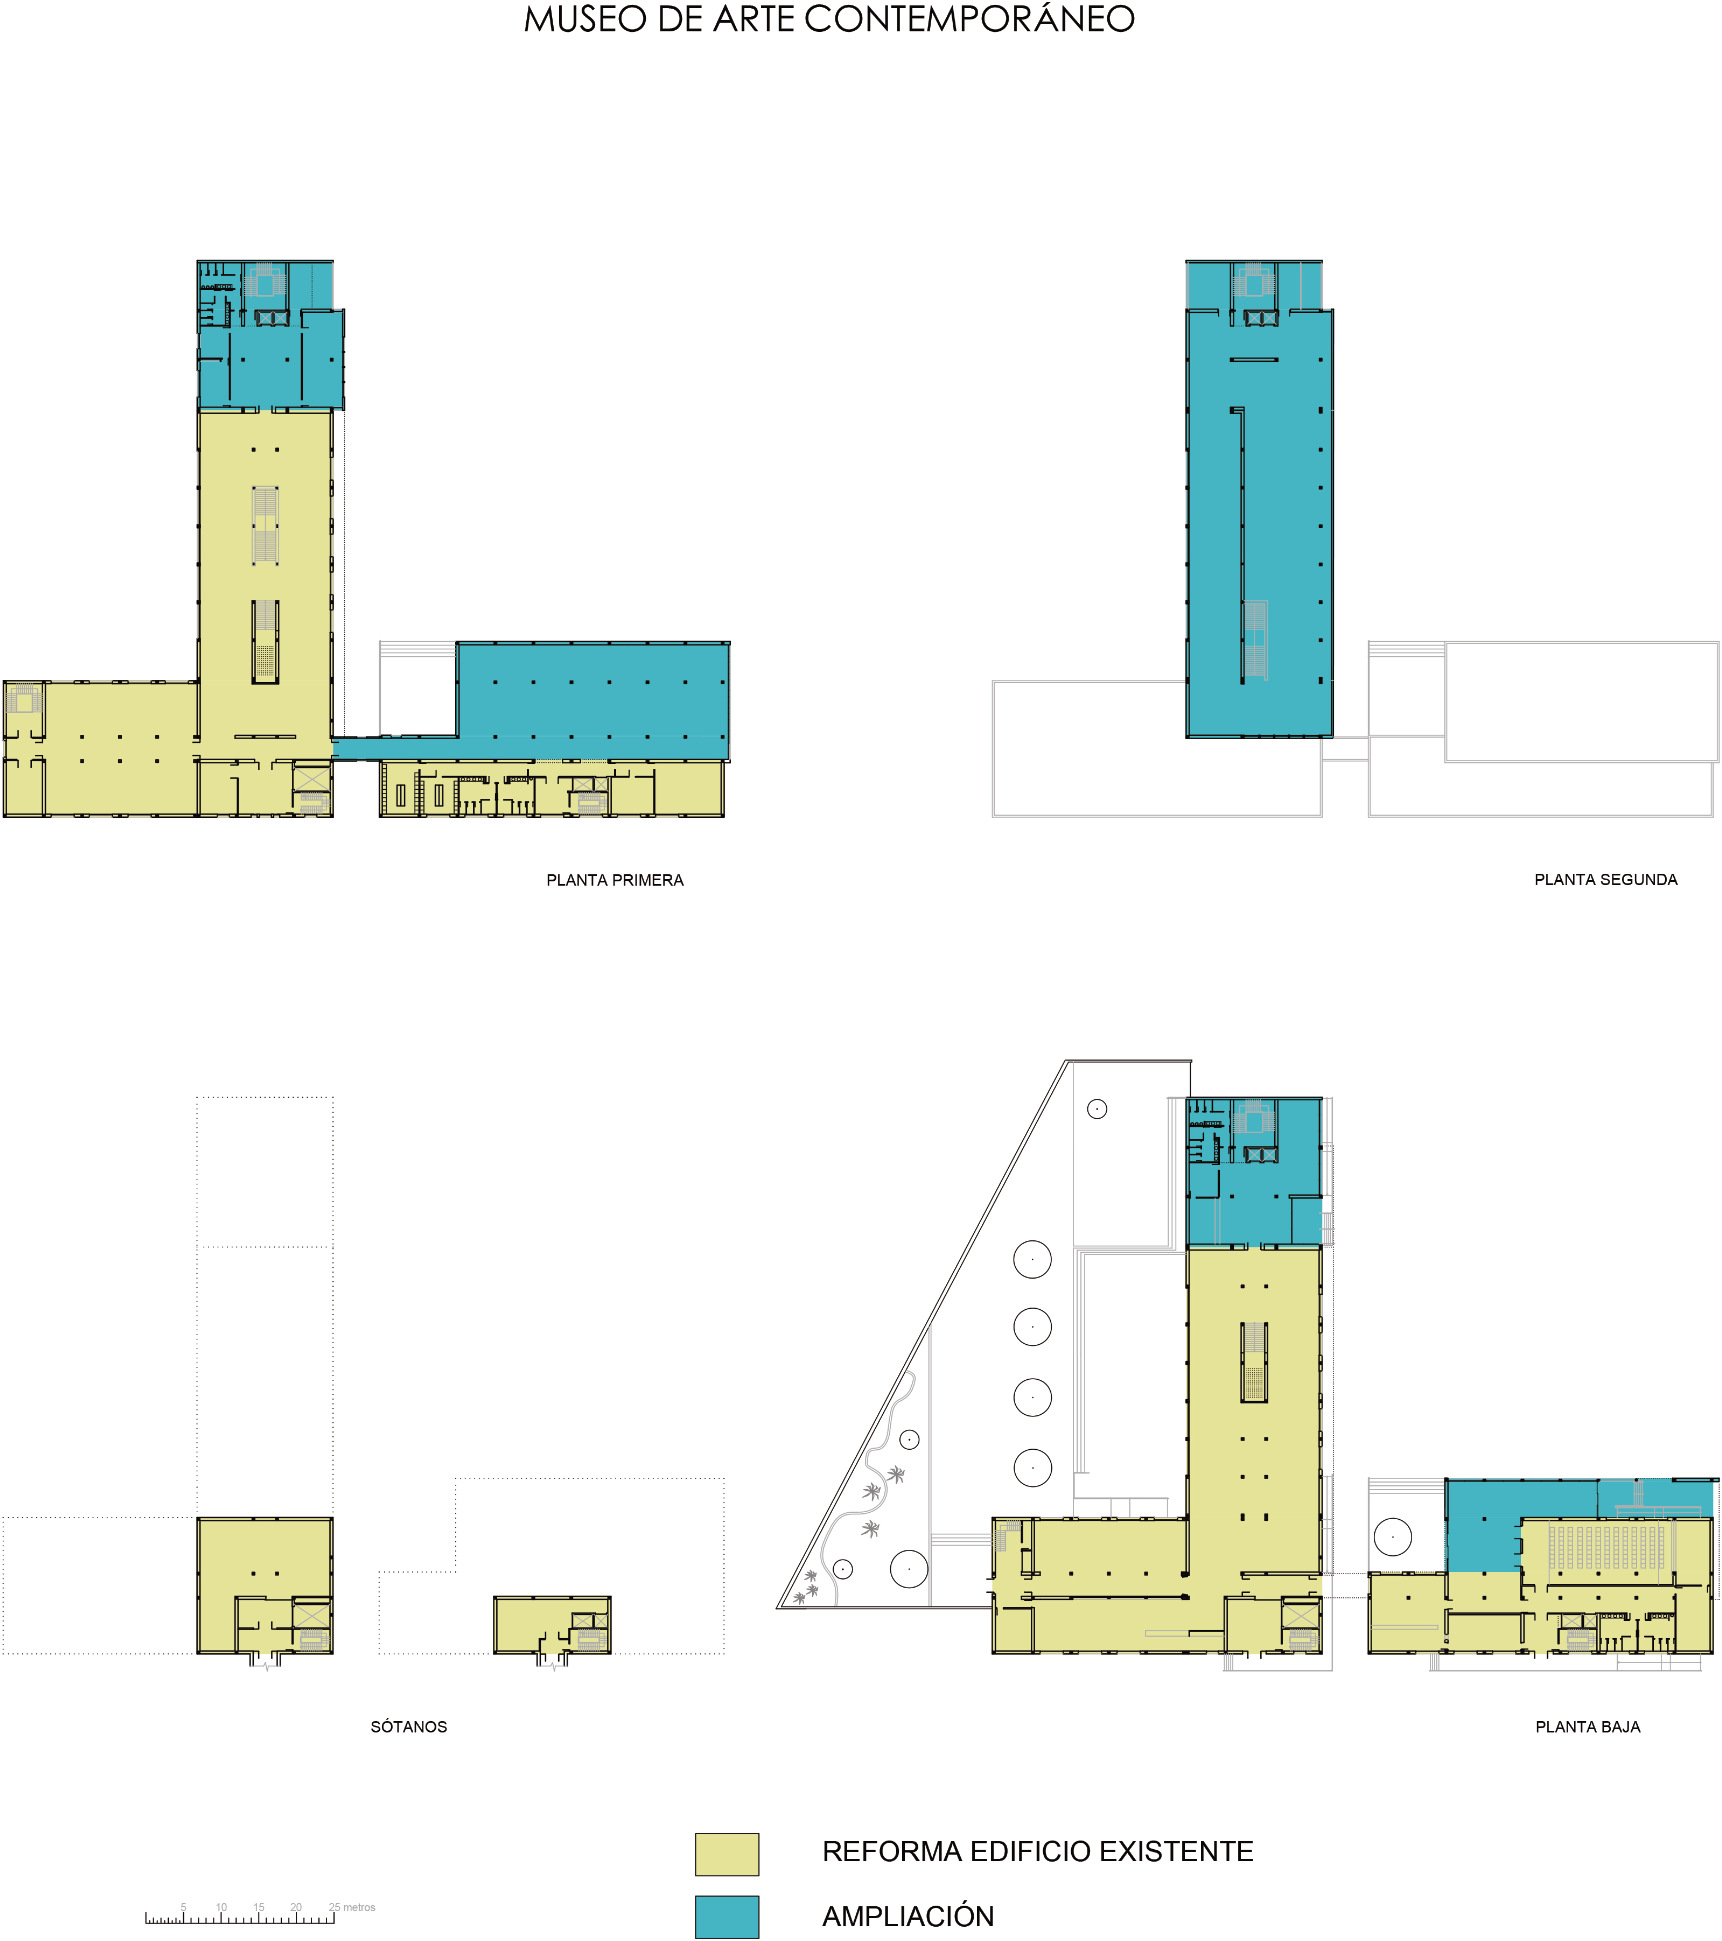 MUSEO DE ARTE CONTEMPORÁNEO
PLANTA PRIMERA
PLANTA SEGUNDA
SÓTANOS
PLANTA BAJA
REFORMA EDIFICIO EXISTENTE
5 10 15 20 25 metros
AMPLIACIÓN